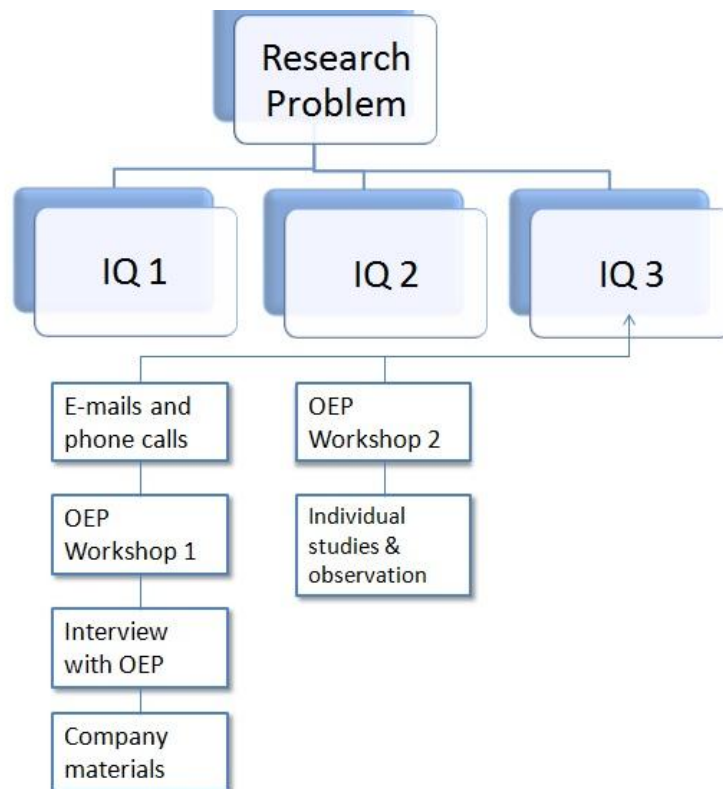 Research
Problem
IQ 1
IQ 2
IQ 3
E-mails and
phone calls
OEP
Workshop 1
Interview
with OEP
Company
materials
OEP
Workshop 2
Individual
studies &
observation